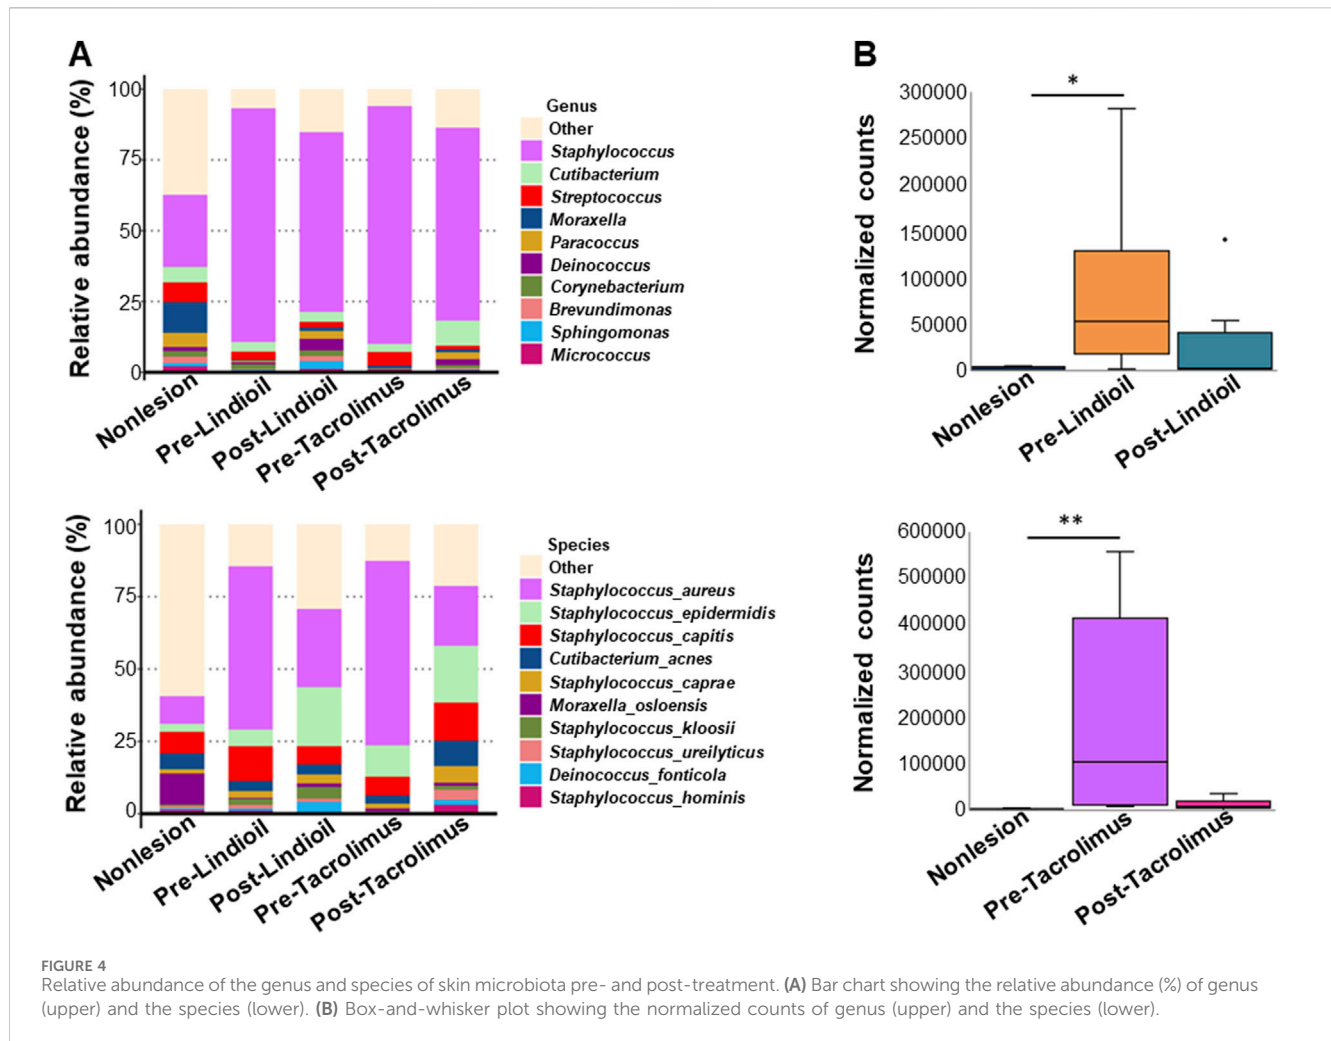 A
Relative abundance (%)
100
75
50
25
0
Nonlesion
Pre-Lindioil
Post-Lindioil
Pre-Tacrolimus
Post-Tacrolimus
Genus
Other
Staphylococcus
Cutibacterium
Streptococcus
Moraxella
Paracoccus
Deinococcus
Corynebacterium
Brevundimonas
Sphingomonas
Micrococcus
B
Normalized counts
300000
250000
200000
150000
100000
50000
0
*
Nonlesion
Pre-Lindioil
Post-Lindioil
Relative abundance (%)
100
75
50
25
0
Nonlesion
Pre-Lindioil
Post-Lindioil
Pre-Tacrolimus
Post-Tacrolimus
Species
Other
Staphylococcus_aureus
Staphylococcus_epidermidis
Staphylococcus_capitis
Cutibacterium_acnes
Staphylococcus_caprae
Moraxella_osloensis
Staphylococcus_kloosii
Staphylococcus_ureilyticus
Deinococcus_fonticola
Staphylococcus_hominis
Normalized counts
600000
500000
400000
300000
200000
100000
0
**
Nonlesion
Pre-Tacrolimus
Post-Tacrolimus
FIGURE 4
Relative abundance of the genus and species of skin microbiota pre- and post-treatment. (A) Bar chart showing the relative abundance (%) of genus
(upper) and the species (lower). (B) Box-and-whisker plot showing the normalized counts of genus (upper) and the species (lower).